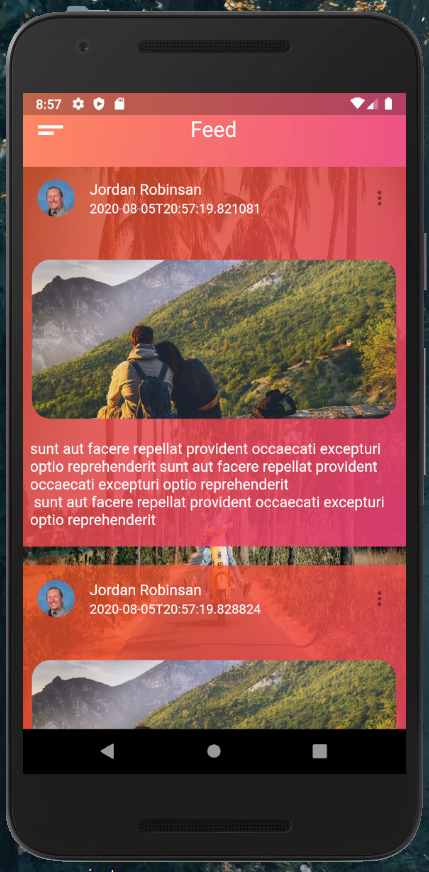 8:57
Feed
Jordan Robinsan
2020-08-05T20:57:19.821081
sunt aut facere repellat provident occaecati excepturi
optio reprehenderit sunt aut facere repellat provident
occaecati excepturi optio reprehenderit
sunt aut facere repellat provident occaecati excepturi
optio reprehenderit
Jordan Robinsan
2020-08-05T20:57:19.828824